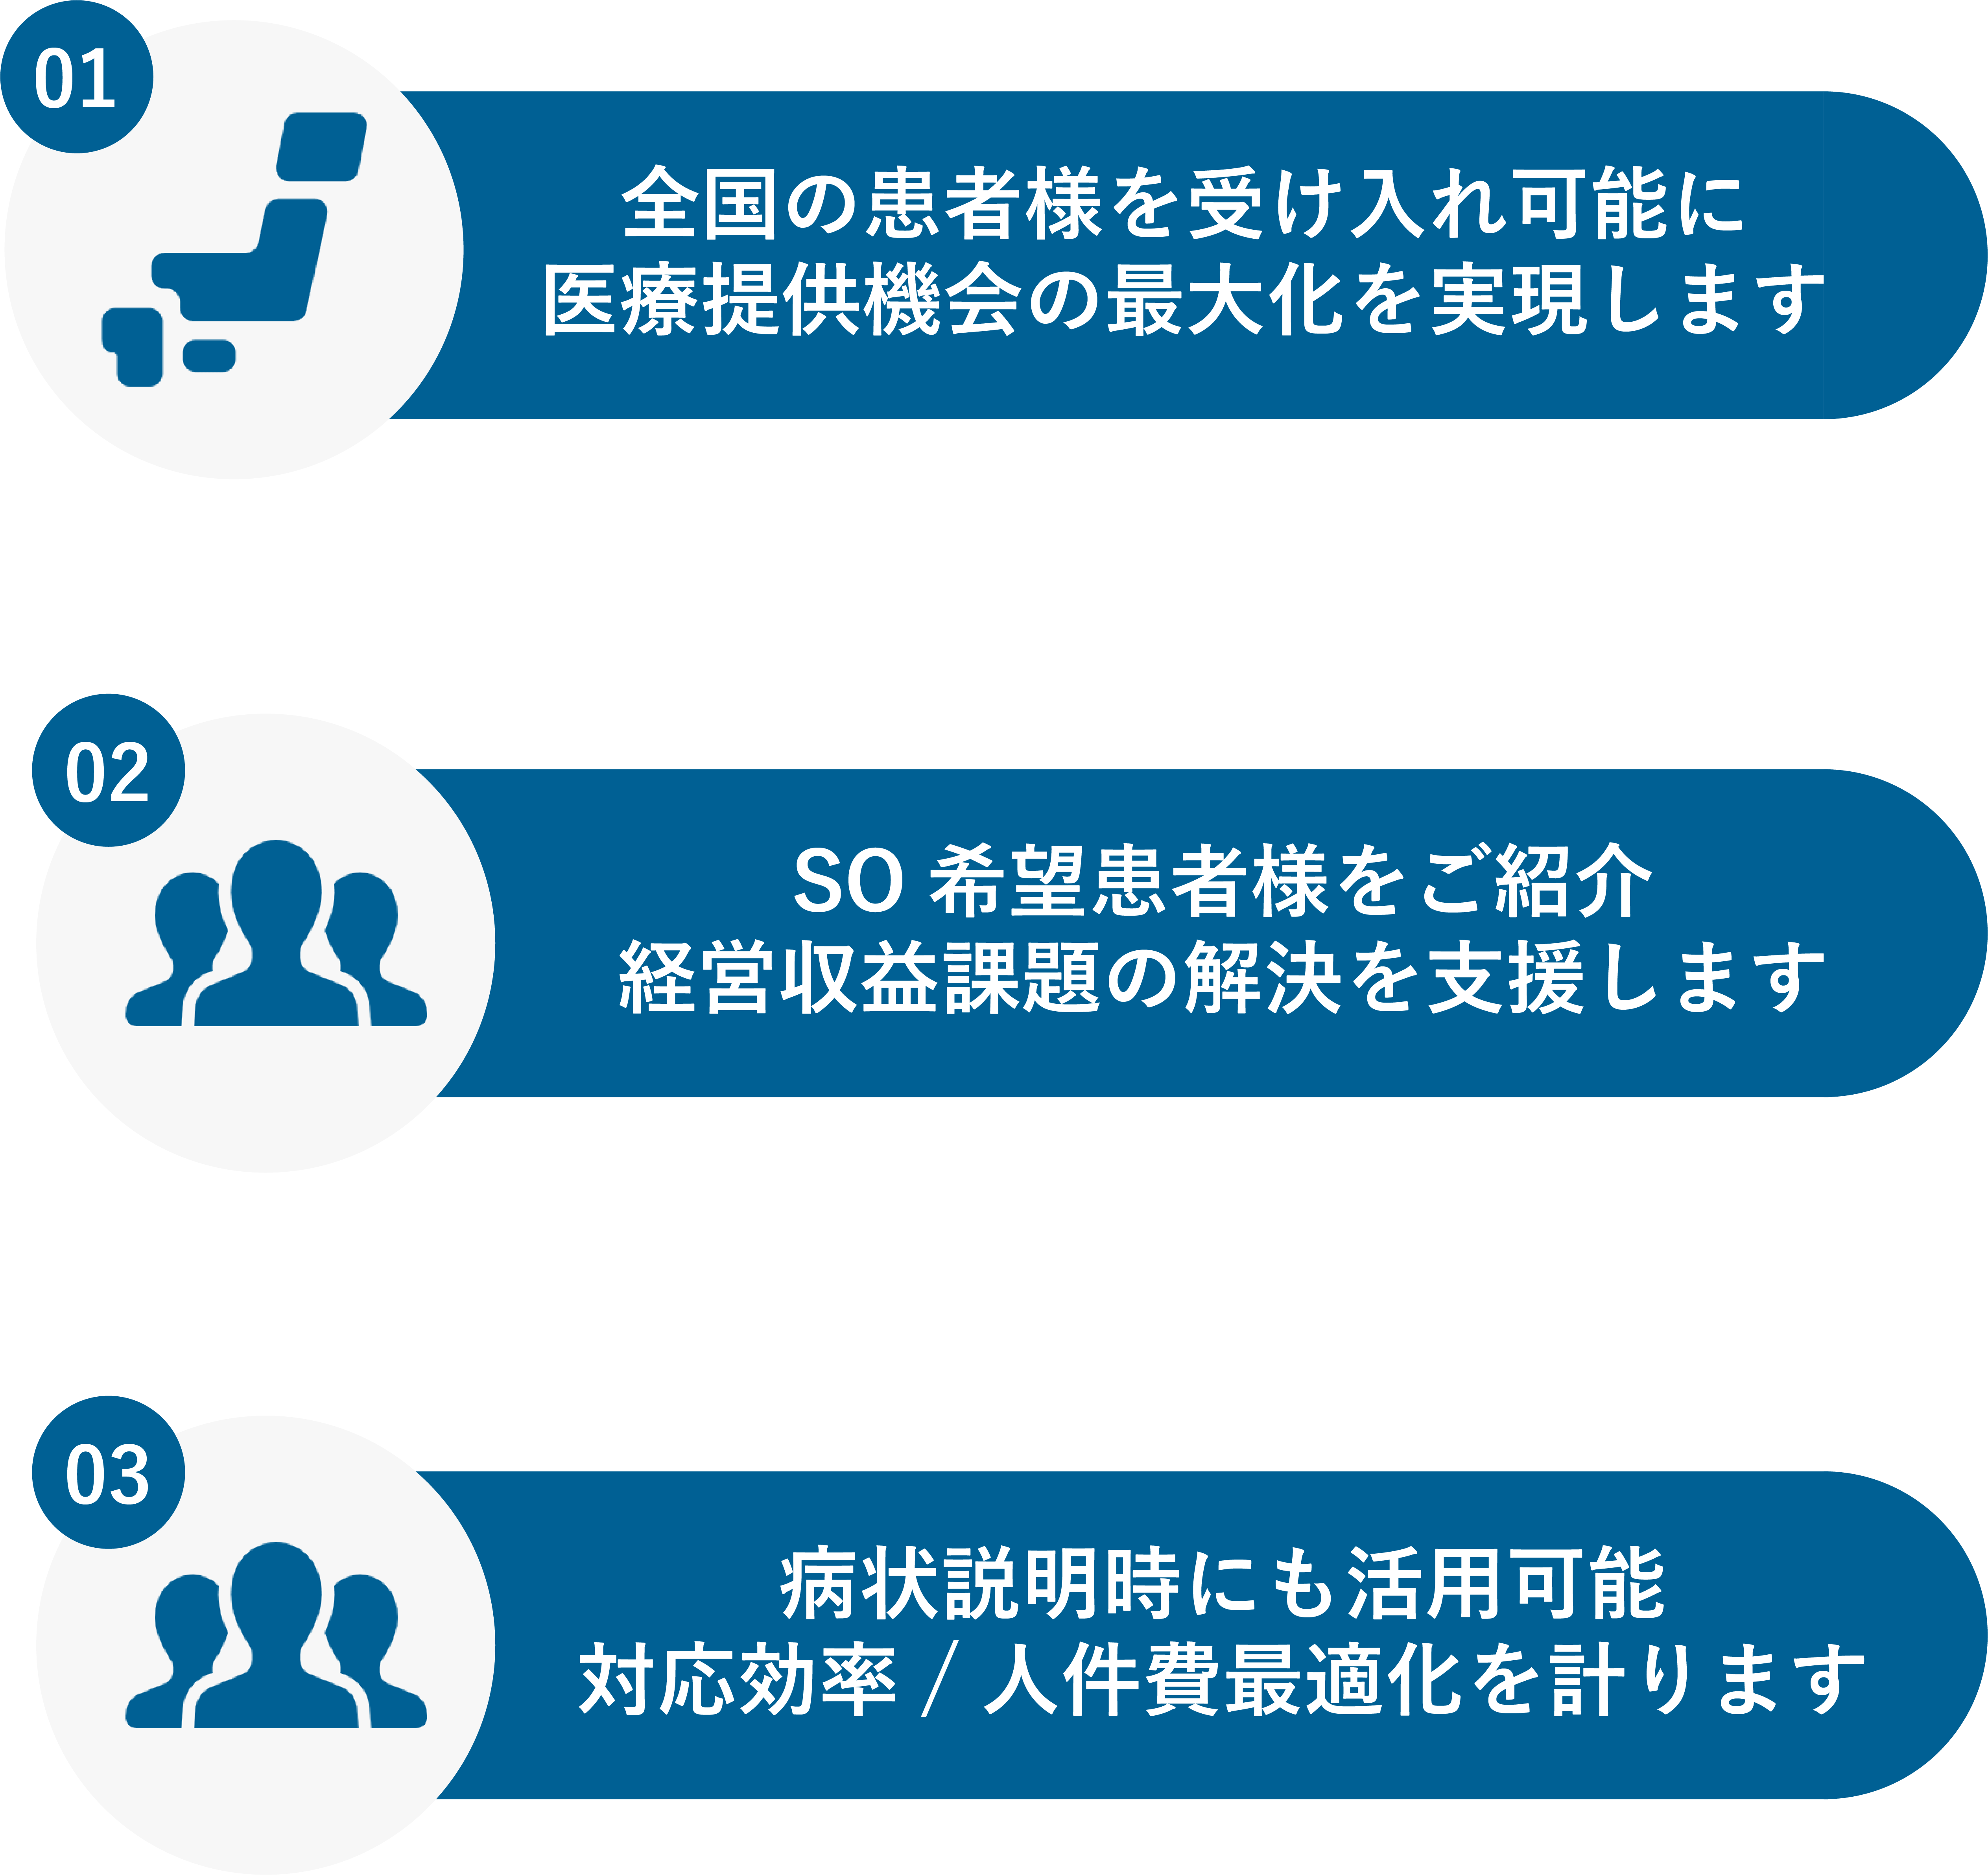 01
全国の患者様を受け入れ可能に
医療提供機会の最大化を実現します
02
SO 希望患者様をご紹介
経営収益課題の解決を支援します
03
病状説明時にも活用可能
対応効率/人件費最適化を計ります